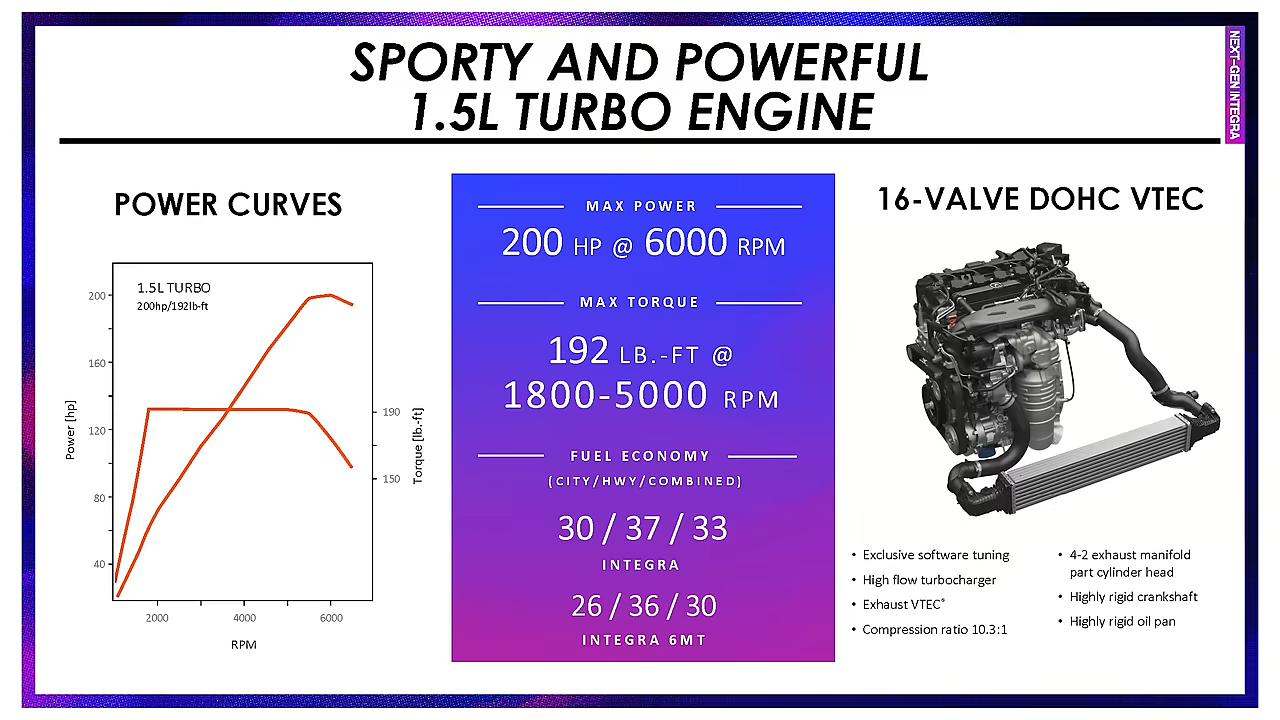 SPORTY AND POWERFUL
1.5L TURBO ENGINE
NEXT-GEN INTEGRA
POWER CURVES
1.5L TURBO
200hp/192lb-ft
200
160
120
80
40
Power [hp]
190
150
Torque [lb.-ft]
2000 4000 6000
RPM
MAX POWER
200 HP @ 6000 RPM
MAX TORQUE
192 LB.-FT @
1800-5000 RPM
FUEL ECONOMY
(CITY/HWY/COMBINED)
30 / 37 / 33
INTEGRA
26 / 36 / 30
INTEGRA 6MT
16-VALVE DOHC VTEC
• Exclusive software tuning
• High flow turbocharger
• Exhaust VTEC®
• Compression ratio 10.3:1
• 4-2 exhaust manifold
part cylinder head
• Highly rigid crankshaft
• Highly rigid oil pan